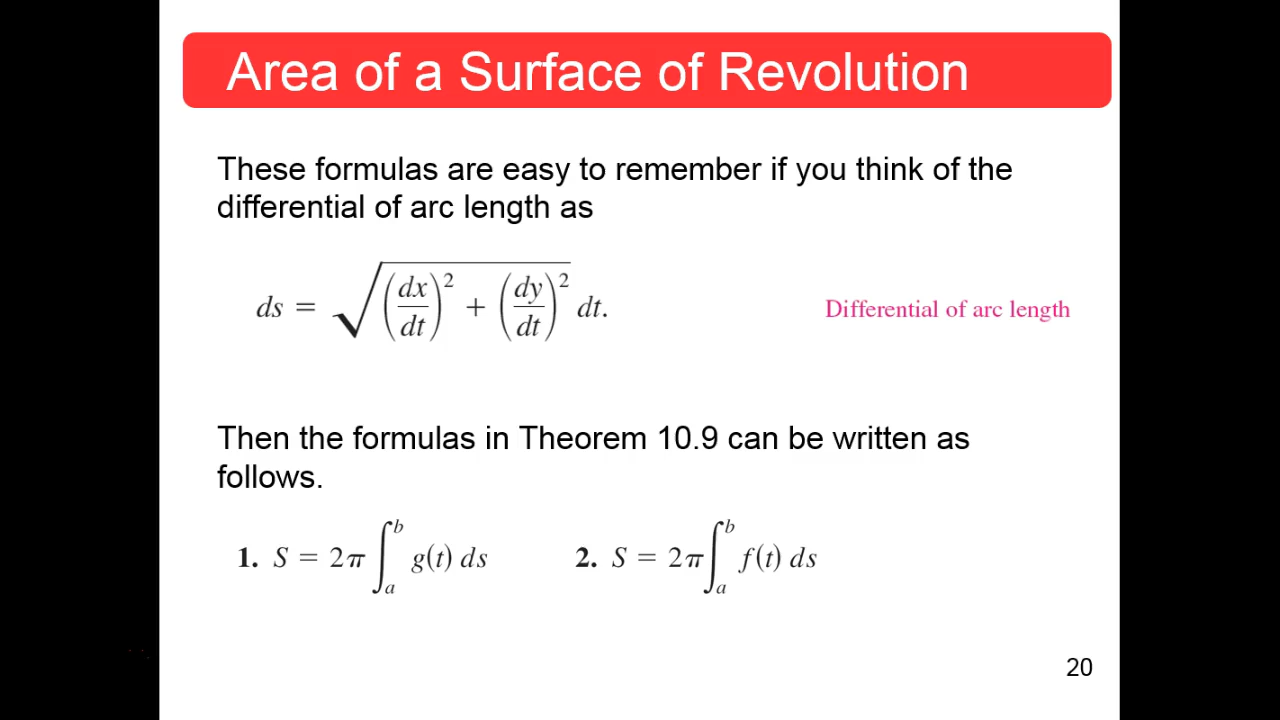 Area of a Surface of Revolution
These formulas are easy to remember if you think of the
differential of arc length as
ds = √((dx/dt)² + (dy/dt)²) dt. Differential of arc length
Then the formulas in Theorem 10.9 can be written as
follows.
1. S = 2π ∫ₐᵇ g(t) ds 2. S = 2π ∫ₐᵇ f(t) ds
20